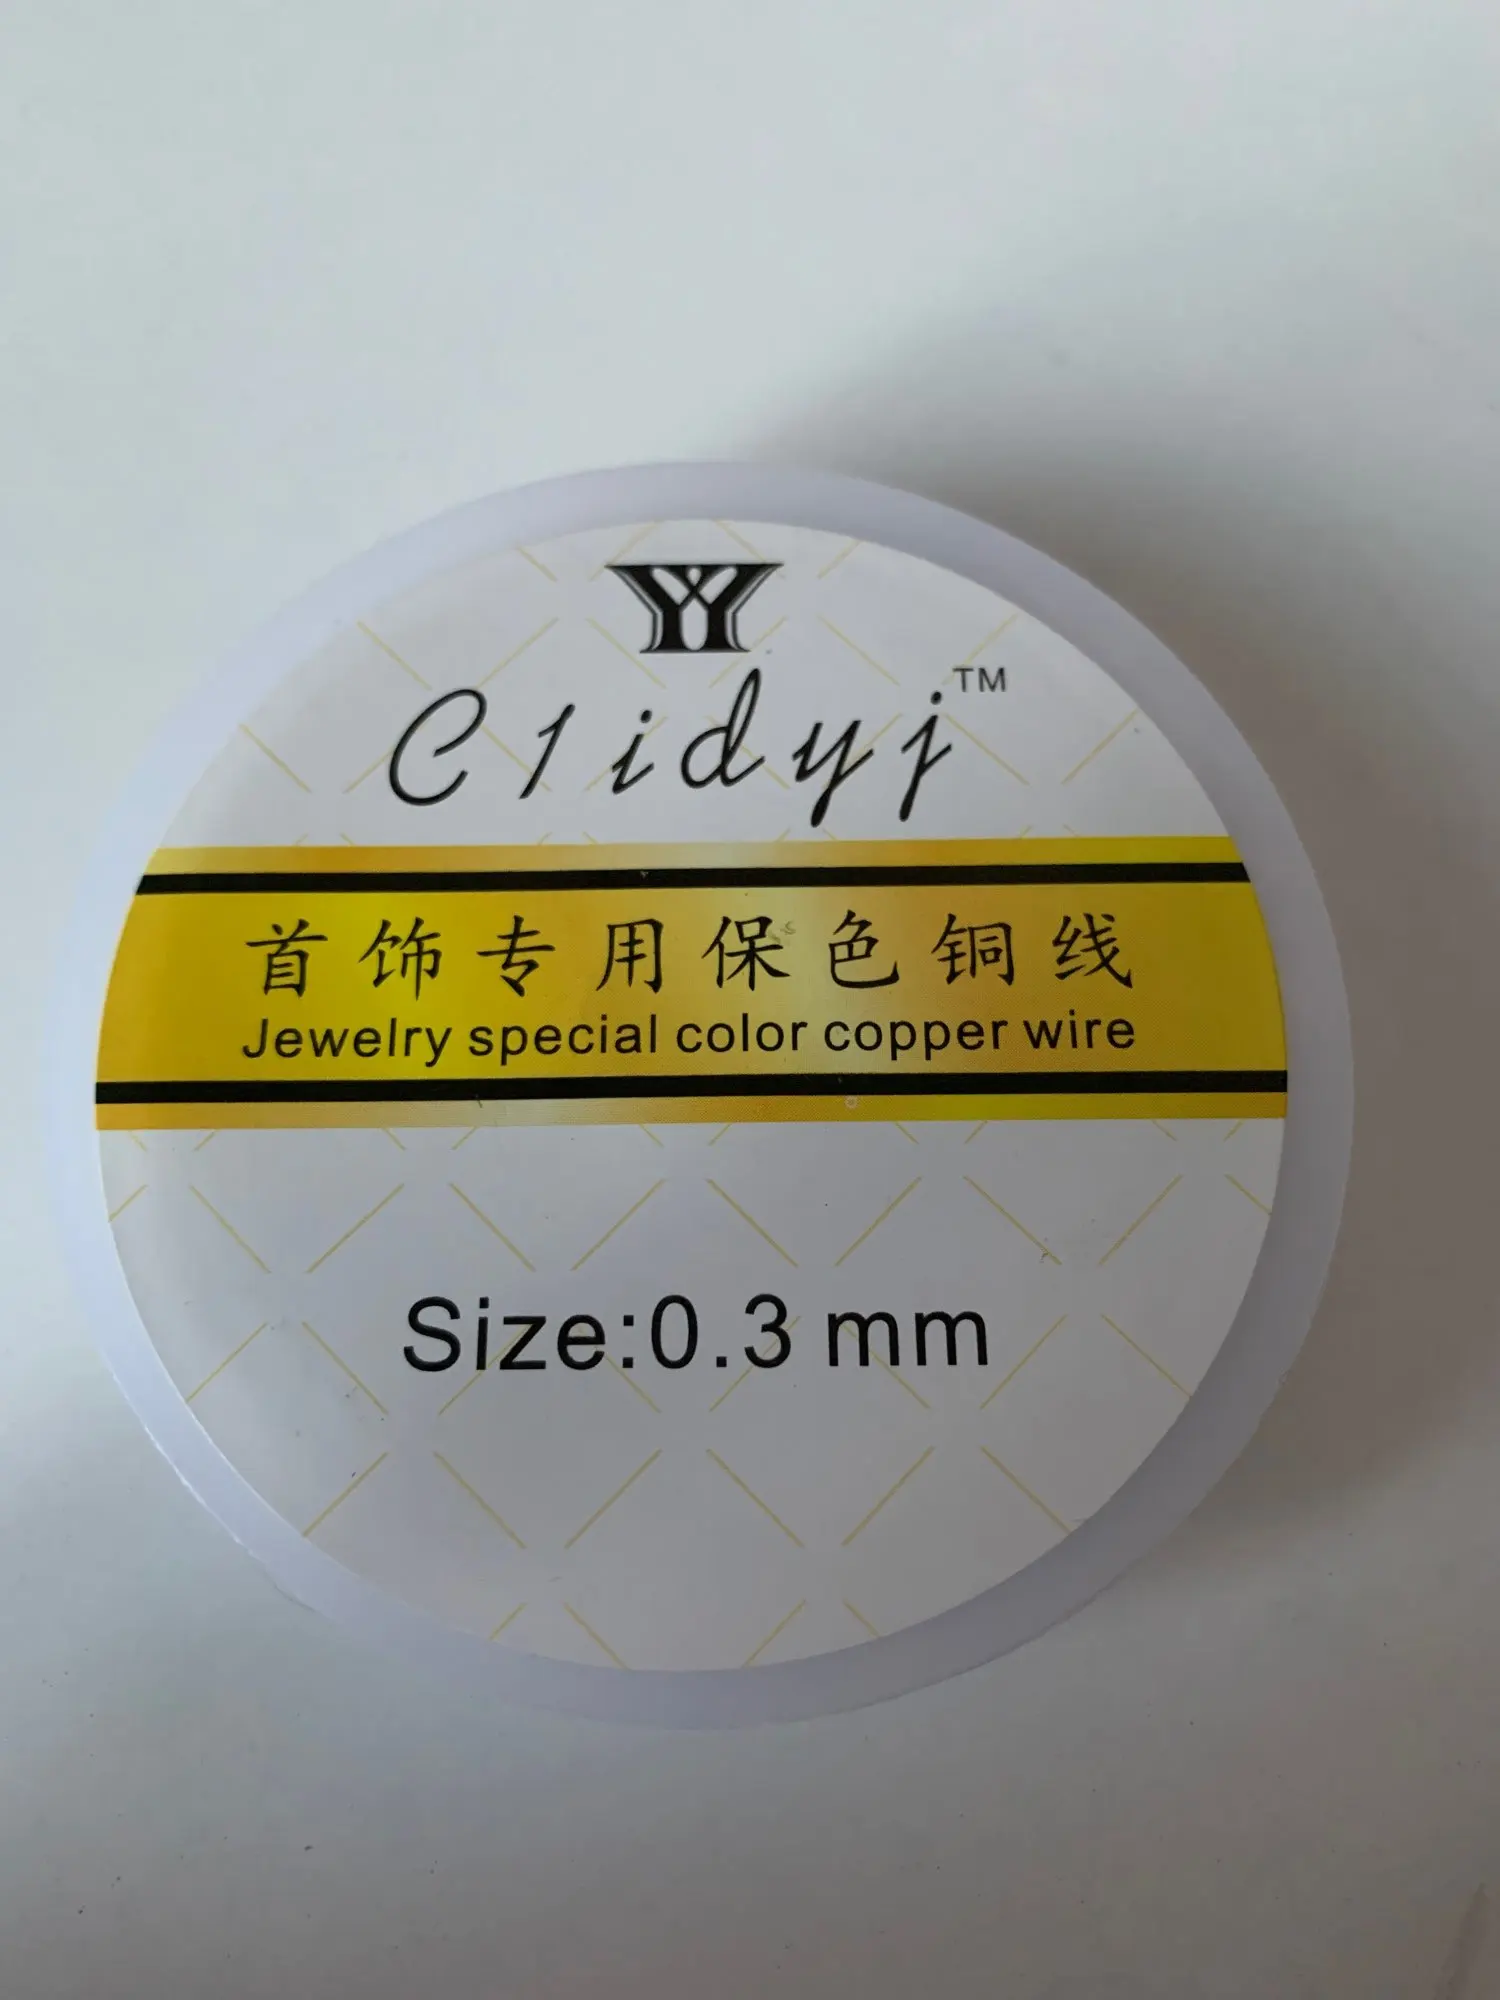 YY
C1idyj™
首饰专用保色铜线
Jewelry special color copper wire
Size:0.3 mm